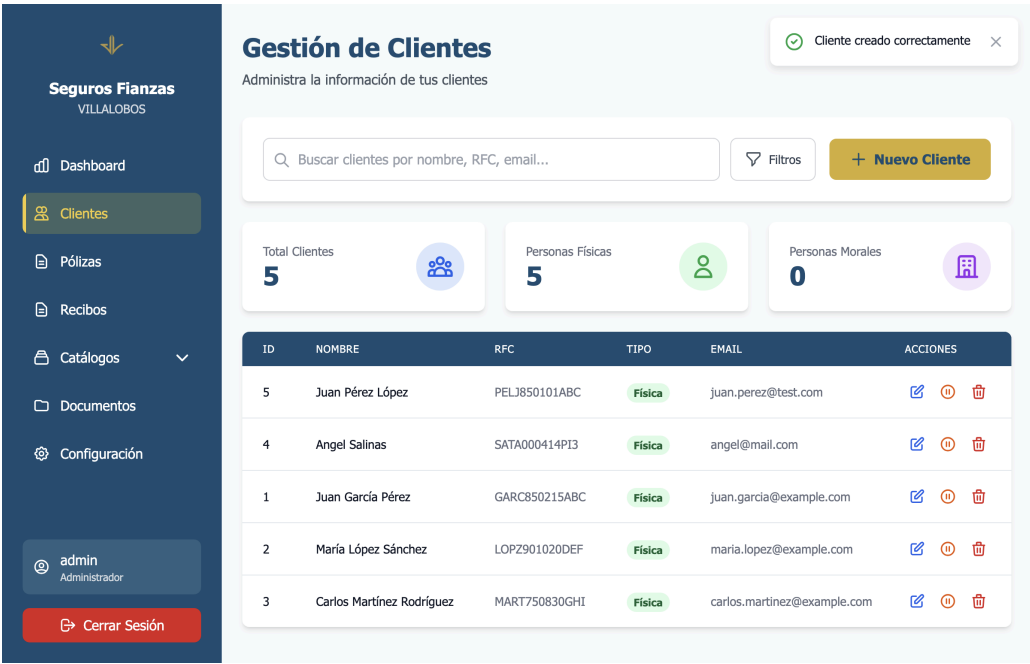 Seguros Fianzas
VILLALOBOS
Dashboard
Clientes
Pólizas
Recibos
Catálogos
Documentos
Configuración
admin
Administrador
Cerrar Sesión
Gestión de Clientes
Administra la información de tus clientes
Cliente creado correctamente
Buscar clientes por nombre, RFC, email...
Filtros
+ Nuevo Cliente
Total Clientes
5
Personas Físicas
5
Personas Morales
0
ID NOMBRE RFC TIPO EMAIL ACCIONES
5 Juan Pérez López PELJ850101ABC Física juan.perez@test.com
4 Angel Salinas SATA000414PI3 Física angel@mail.com
1 Juan García Pérez GARC850215ABC Física juan.garcia@example.com
2 María López Sánchez LOPZ901020DEF Física maria.lopez@example.com
3 Carlos Martínez Rodríguez MART750830GHI Física carlos.martinez@example.com